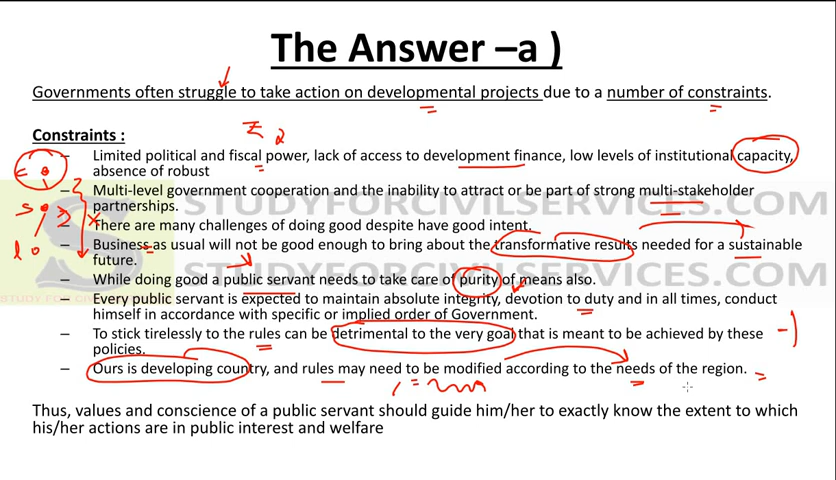 The Answer –a )
Governments often struggle to take action on developmental projects due to a number of constraints.
Constraints :
– Limited political and fiscal power, lack of access to development finance, low levels of institutional capacity,
absence of robust
– Multi-level government cooperation and the inability to attract or be part of strong multi-stakeholder
partnerships.
– There are many challenges of doing good despite have good intent.
– Business as usual will not be good enough to bring about the transformative results needed for a sustainable
future.
– While doing good a public servant needs to take care of purity of means also.
– Every public servant is expected to maintain absolute integrity, devotion to duty and in all times, conduct
himself in accordance with specific or implied order of Government.
– To stick tirelessly to the rules can be detrimental to the very goal that is meant to be achieved by these
policies.
– Ours is developing country, and rules may need to be modified according to the needs of the region.
Thus, values and conscience of a public servant should guide him/her to exactly know the extent to which
his/her actions are in public interest and welfare
STUDYFORCIVILSERVICES.COM
STUDYFORCIVILSERVICES.COM